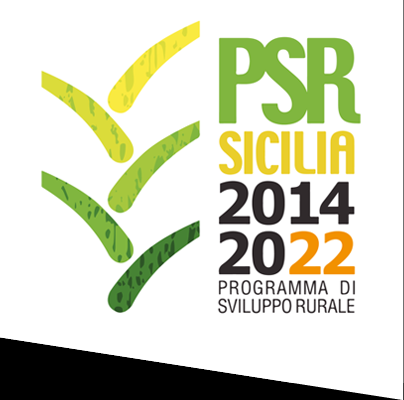 PSR
SICILIA
2014
2022
PROGRAMMA DI
SVILUPPO RURALE